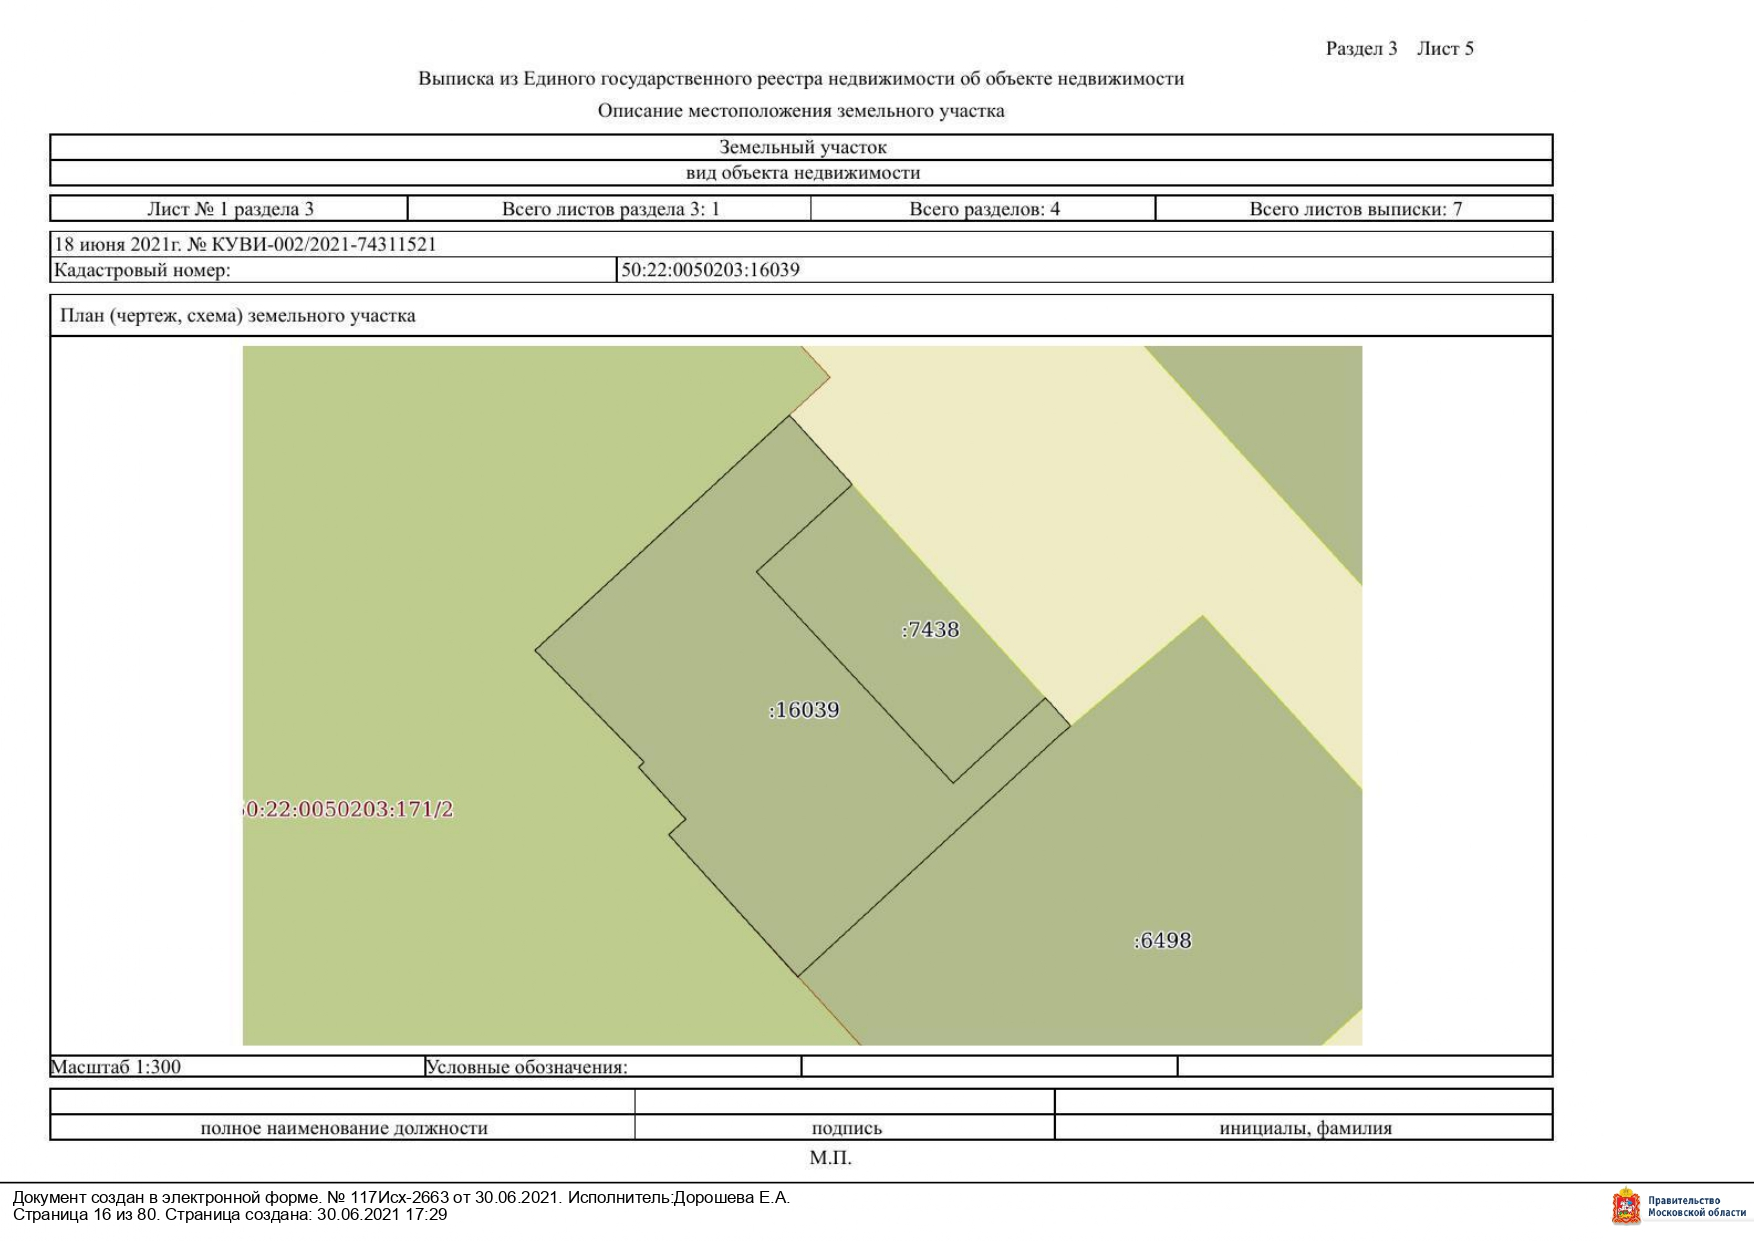 Раздел 3 Лист 5
Выписка из Единого государственного реестра недвижимости об объекте недвижимости
Описание местоположения земельного участка
Земельный участок
вид объекта недвижимости
Лист № 1 раздела 3 Всего листов раздела 3: 1 Всего разделов: 4 Всего листов выписки: 7
18 июня 2021г. № КУВИ-002/2021-74311521
Кадастровый номер: 50:22:0050203:16039
План (чертеж, схема) земельного участка
:7438
:16039
0:22:0050203:171/2
:6498
Масштаб 1:300 Условные обозначения:
полное наименование должности подпись инициалы, фамилия
М.П.
Документ создан в электронной форме. № 117Исх-2663 от 30.06.2021. Исполнитель:Дорошева Е.А.
Страница 16 из 80. Страница создана: 30.06.2021 17:29
Правительство
Московской области